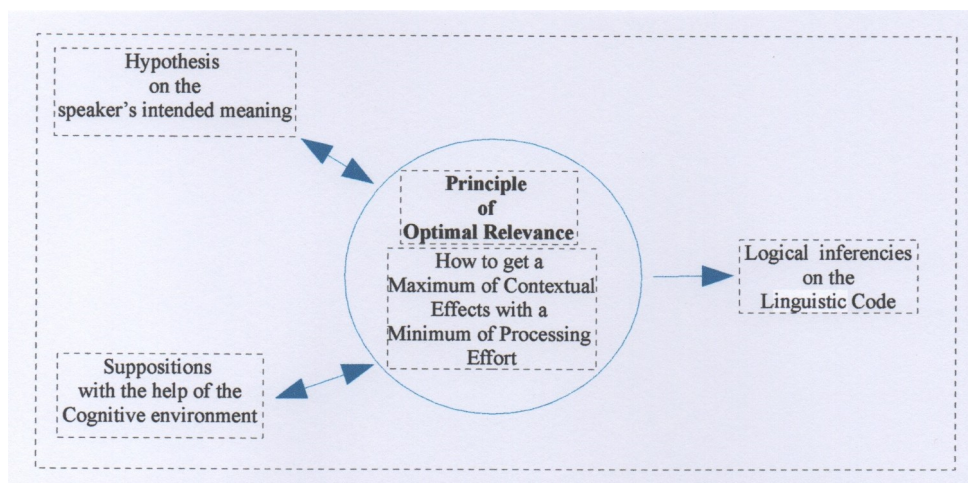 Hypothesis
on the
speaker's intended meaning
Principle
of
Optimal Relevance
How to get a
Maximum of Contextual
Effects with a
Minimum of Processing
Effort
Logical inferencies
on the
Linguistic Code
Suppositions
with the help of the
Cognitive environment